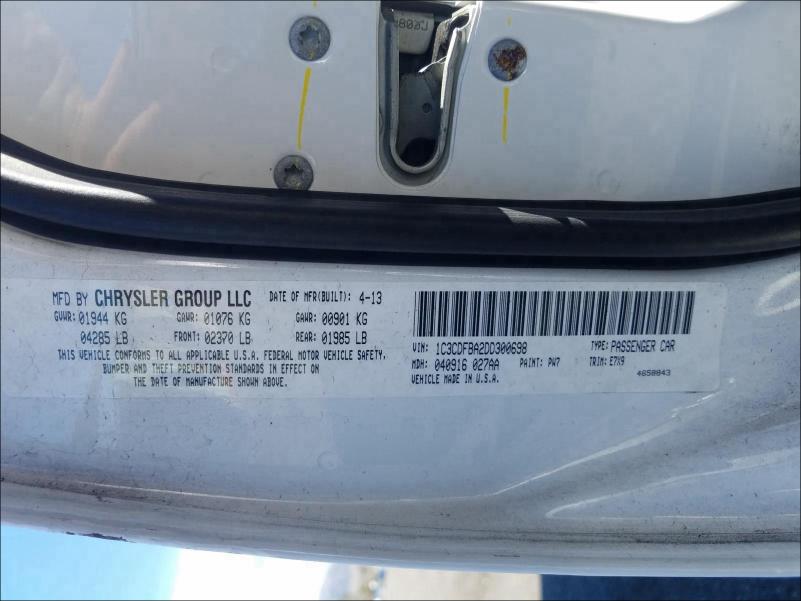 MFD BY CHRYSLER GROUP LLC DATE OF MFR(BUILT): 4-13
GVWR: 01944 KG GAWR: 01076 KG GAWR: 00901 KG
04285 LB FRONT: 02370 LB REAR: 01985 LB
THIS VEHICLE CONFORMS TO ALL APPLICABLE U.S.A. FEDERAL MOTOR VEHICLE SAFETY,
BUMPER AND THEFT PREVENTION STANDARDS IN EFFECT ON
THE DATE OF MANUFACTURE SHOWN ABOVE.
VIN: 1C3CDFBA2DD300698 TYPE: PASSENGER CAR
MDH: 040916 027AA PAINT: PW7 TRIM: E7X9
VEHICLE MADE IN U.S.A. 4658843